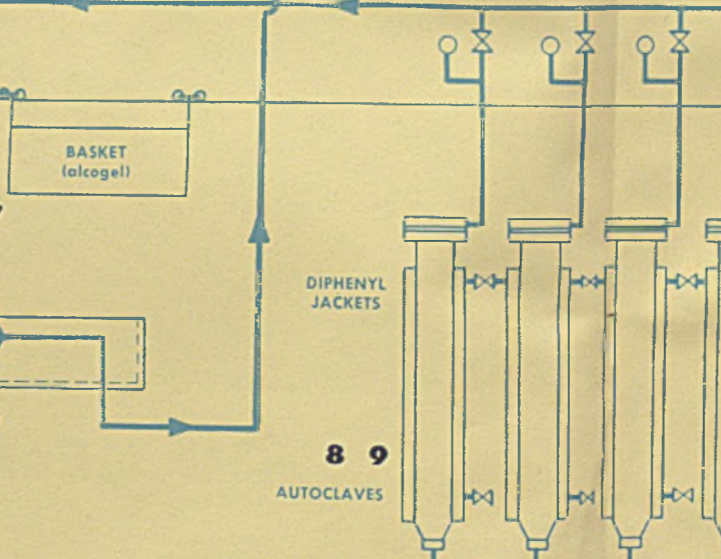 BASKET
(alcogel)
DIPHENYL
JACKETS
8 9
AUTOCLAVES